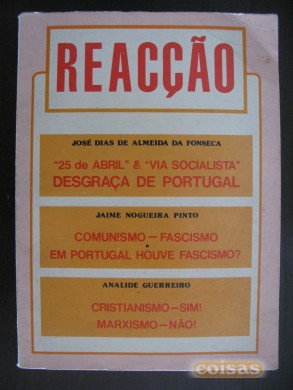 REACÇÃO
JOSÉ DIAS DE ALMEIDA DA FONSECA
"25 de ABRIL" & "VIA SOCIALISTA"
DESGRAÇA DE PORTUGAL
JAIME NOGUEIRA PINTO
COMUNISMO — FASCISMO
•
EM PORTUGAL HOUVE FASCISMO?
ANALIDE GUERREIRO
CRISTIANISMO — SIM!
MARXISMO — NÃO!
coisas